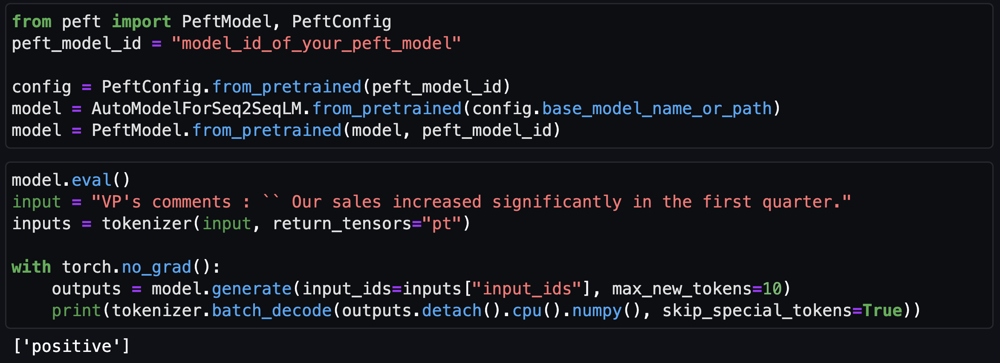 from peft import PeftModel, PeftConfig
peft_model_id = "model_id_of_your_peft_model"
config = PeftConfig.from_pretrained(peft_model_id)
model = AutoModelForSeq2SeqLM.from_pretrained(config.base_model_name_or_path)
model = PeftModel.from_pretrained(model, peft_model_id)
model.eval()
input = "VP's comments : `` Our sales increased significantly in the first quarter."
inputs = tokenizer(input, return_tensors="pt")
with torch.no_grad():
    outputs = model.generate(input_ids=inputs["input_ids"], max_new_tokens=10)
    print(tokenizer.batch_decode(outputs.detach().cpu().numpy(), skip_special_tokens=True))
['positive']